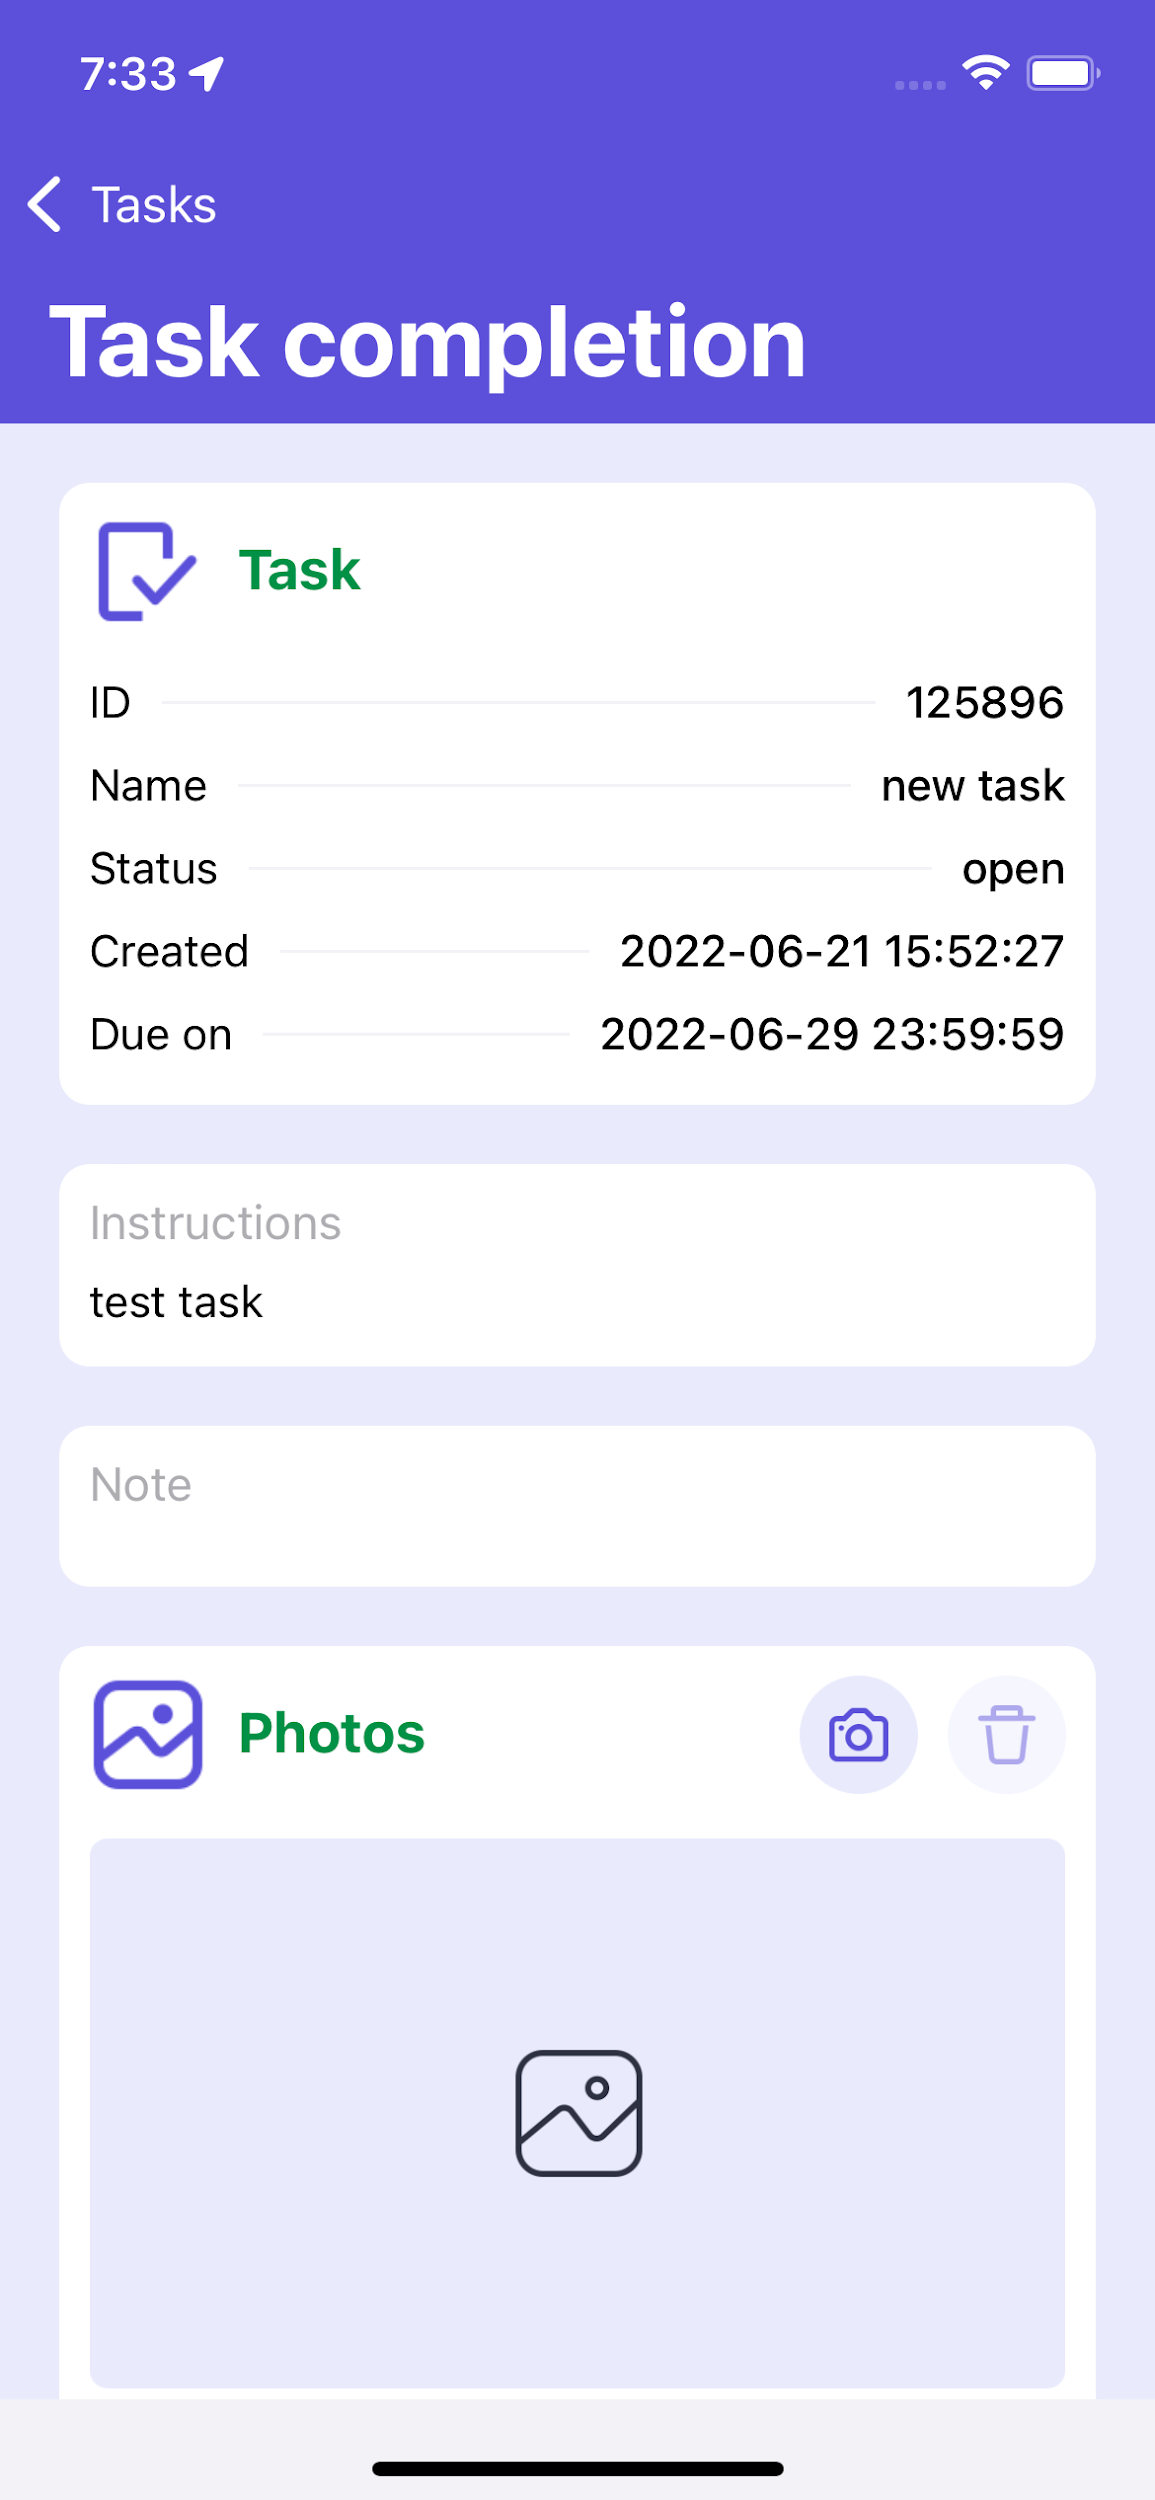 7:33
Tasks
Task completion
Task
ID 125896
Name new task
Status open
Created 2022-06-21 15:52:27
Due on 2022-06-29 23:59:59
Instructions
test task
Note
Photos